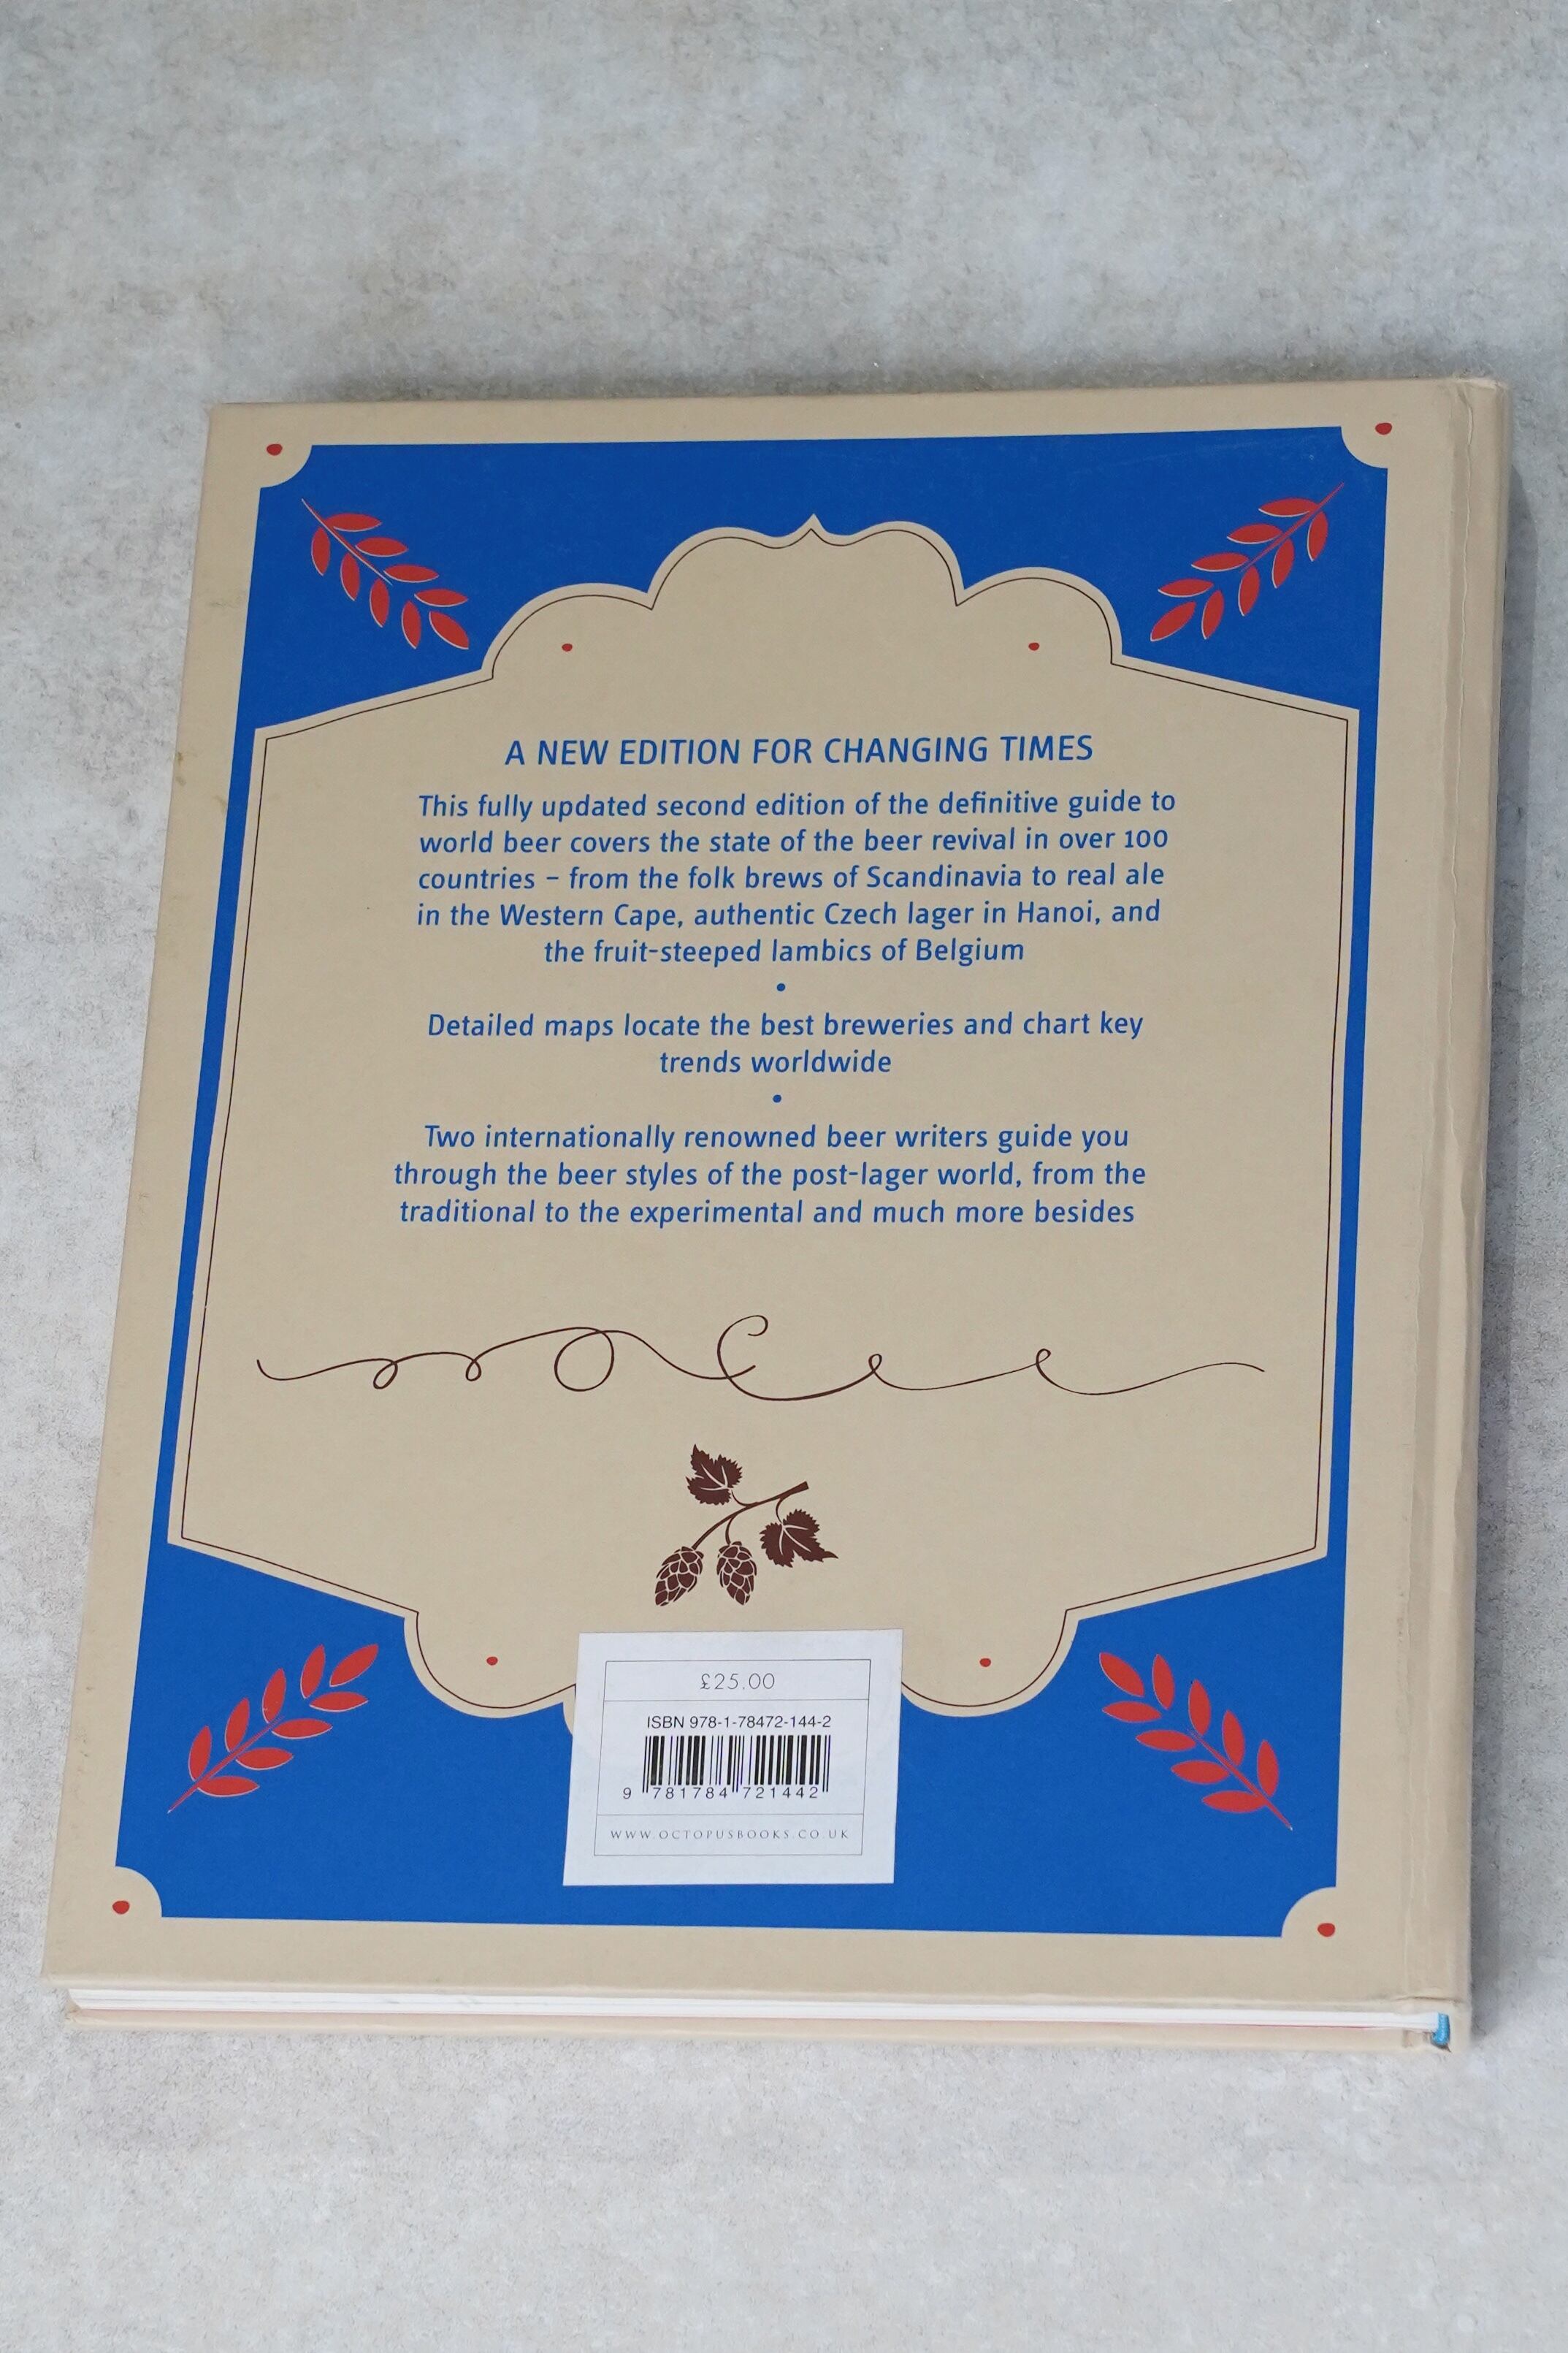 A NEW EDITION FOR CHANGING TIMES
This fully updated second edition of the definitive guide to
world beer covers the state of the beer revival in over 100
countries – from the folk brews of Scandinavia to real ale
in the Western Cape, authentic Czech lager in Hanoi, and
the fruit-steeped lambics of Belgium
•
Detailed maps locate the best breweries and chart key
trends worldwide
•
Two internationally renowned beer writers guide you
through the beer styles of the post-lager world, from the
traditional to the experimental and much more besides
£25.00
ISBN 978-1-78472-144-2
9 781784 721442
WWW.OCTOPUSBOOKS.CO.UK